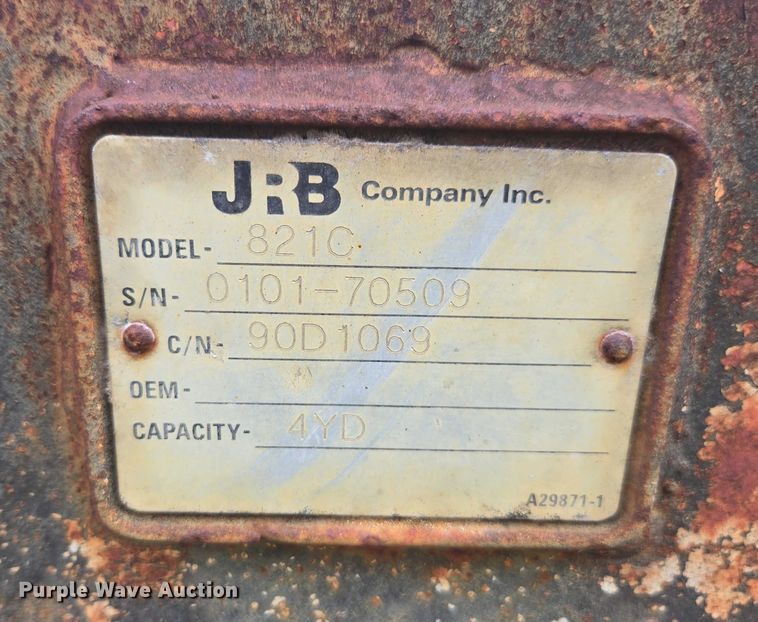 JRB Company Inc.
MODEL- 821C
S/N- 0101-70509
C/N- 90D1069
OEM-
CAPACITY- 4YD
A29871-1
Purple Wave Auction